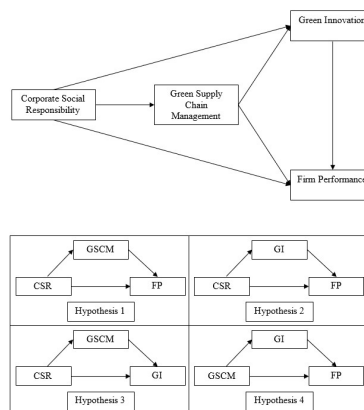 Green Innovation
Corporate Social
Responsibility
Green Supply
Chain
Management
Firm Performance
GSCM
CSR
FP
Hypothesis 1
GI
CSR
FP
Hypothesis 2
GSCM
CSR
GI
Hypothesis 3
GI
GSCM
FP
Hypothesis 4